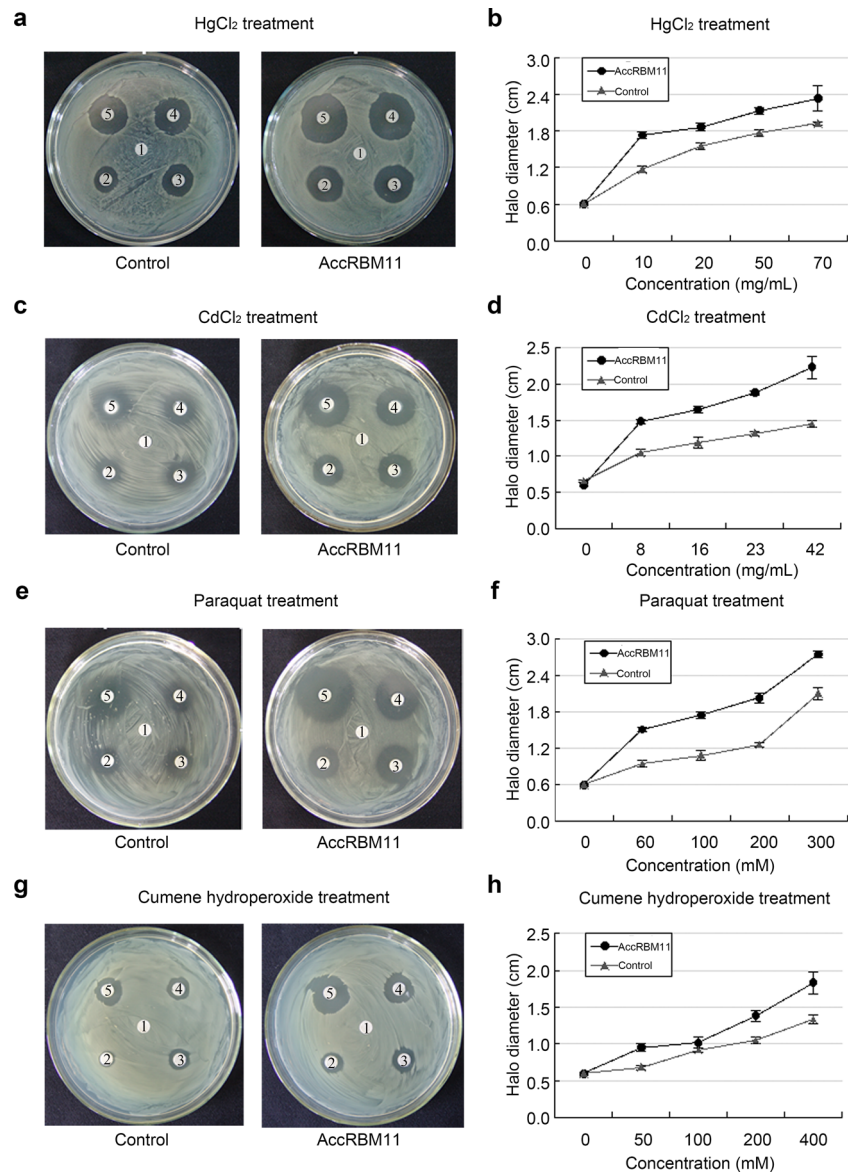 a
HgCl₂ treatment
5
4
1
2
3
Control
5
4
1
2
3
AccRBM11
b
HgCl₂ treatment
Halo diameter (cm)
3.0
2.4
1.8
1.2
0.6
0.0
AccRBM11
Control
0 10 20 50 70
Concentration (mg/mL)
c
CdCl₂ treatment
5
4
1
2
3
Control
5
4
1
2
3
AccRBM11
d
CdCl₂ treatment
Halo diameter (cm)
2.5
2.0
1.5
1.0
0.5
0.0
AccRBM11
Control
0 8 16 23 42
Concentration (mg/mL)
e
Paraquat treatment
5
4
1
2
3
Control
5
4
1
2
3
AccRBM11
f
Paraquat treatment
Halo diameter (cm)
3.0
2.4
1.8
1.2
0.6
0.0
AccRBM11
Control
0 60 100 200 300
Concentration (mM)
g
Cumene hydroperoxide treatment
5
4
1
2
3
Control
5
4
1
2
3
AccRBM11
h
Cumene hydroperoxide treatment
Halo diameter (cm)
2.5
2.0
1.5
1.0
0.5
0.0
AccRBM11
Control
0 50 100 200 400
Concentration (mM)